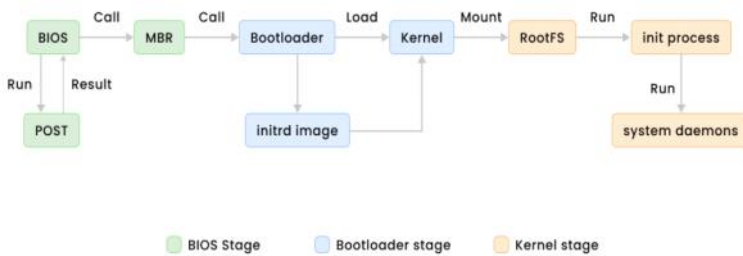 Call
Call
Load
Mount
Run
BIOS
MBR
Bootloader
Kernel
RootFS
init process
Run
Result
Run
POST
initrd image
system daemons
BIOS Stage
Bootloader stage
Kernel stage